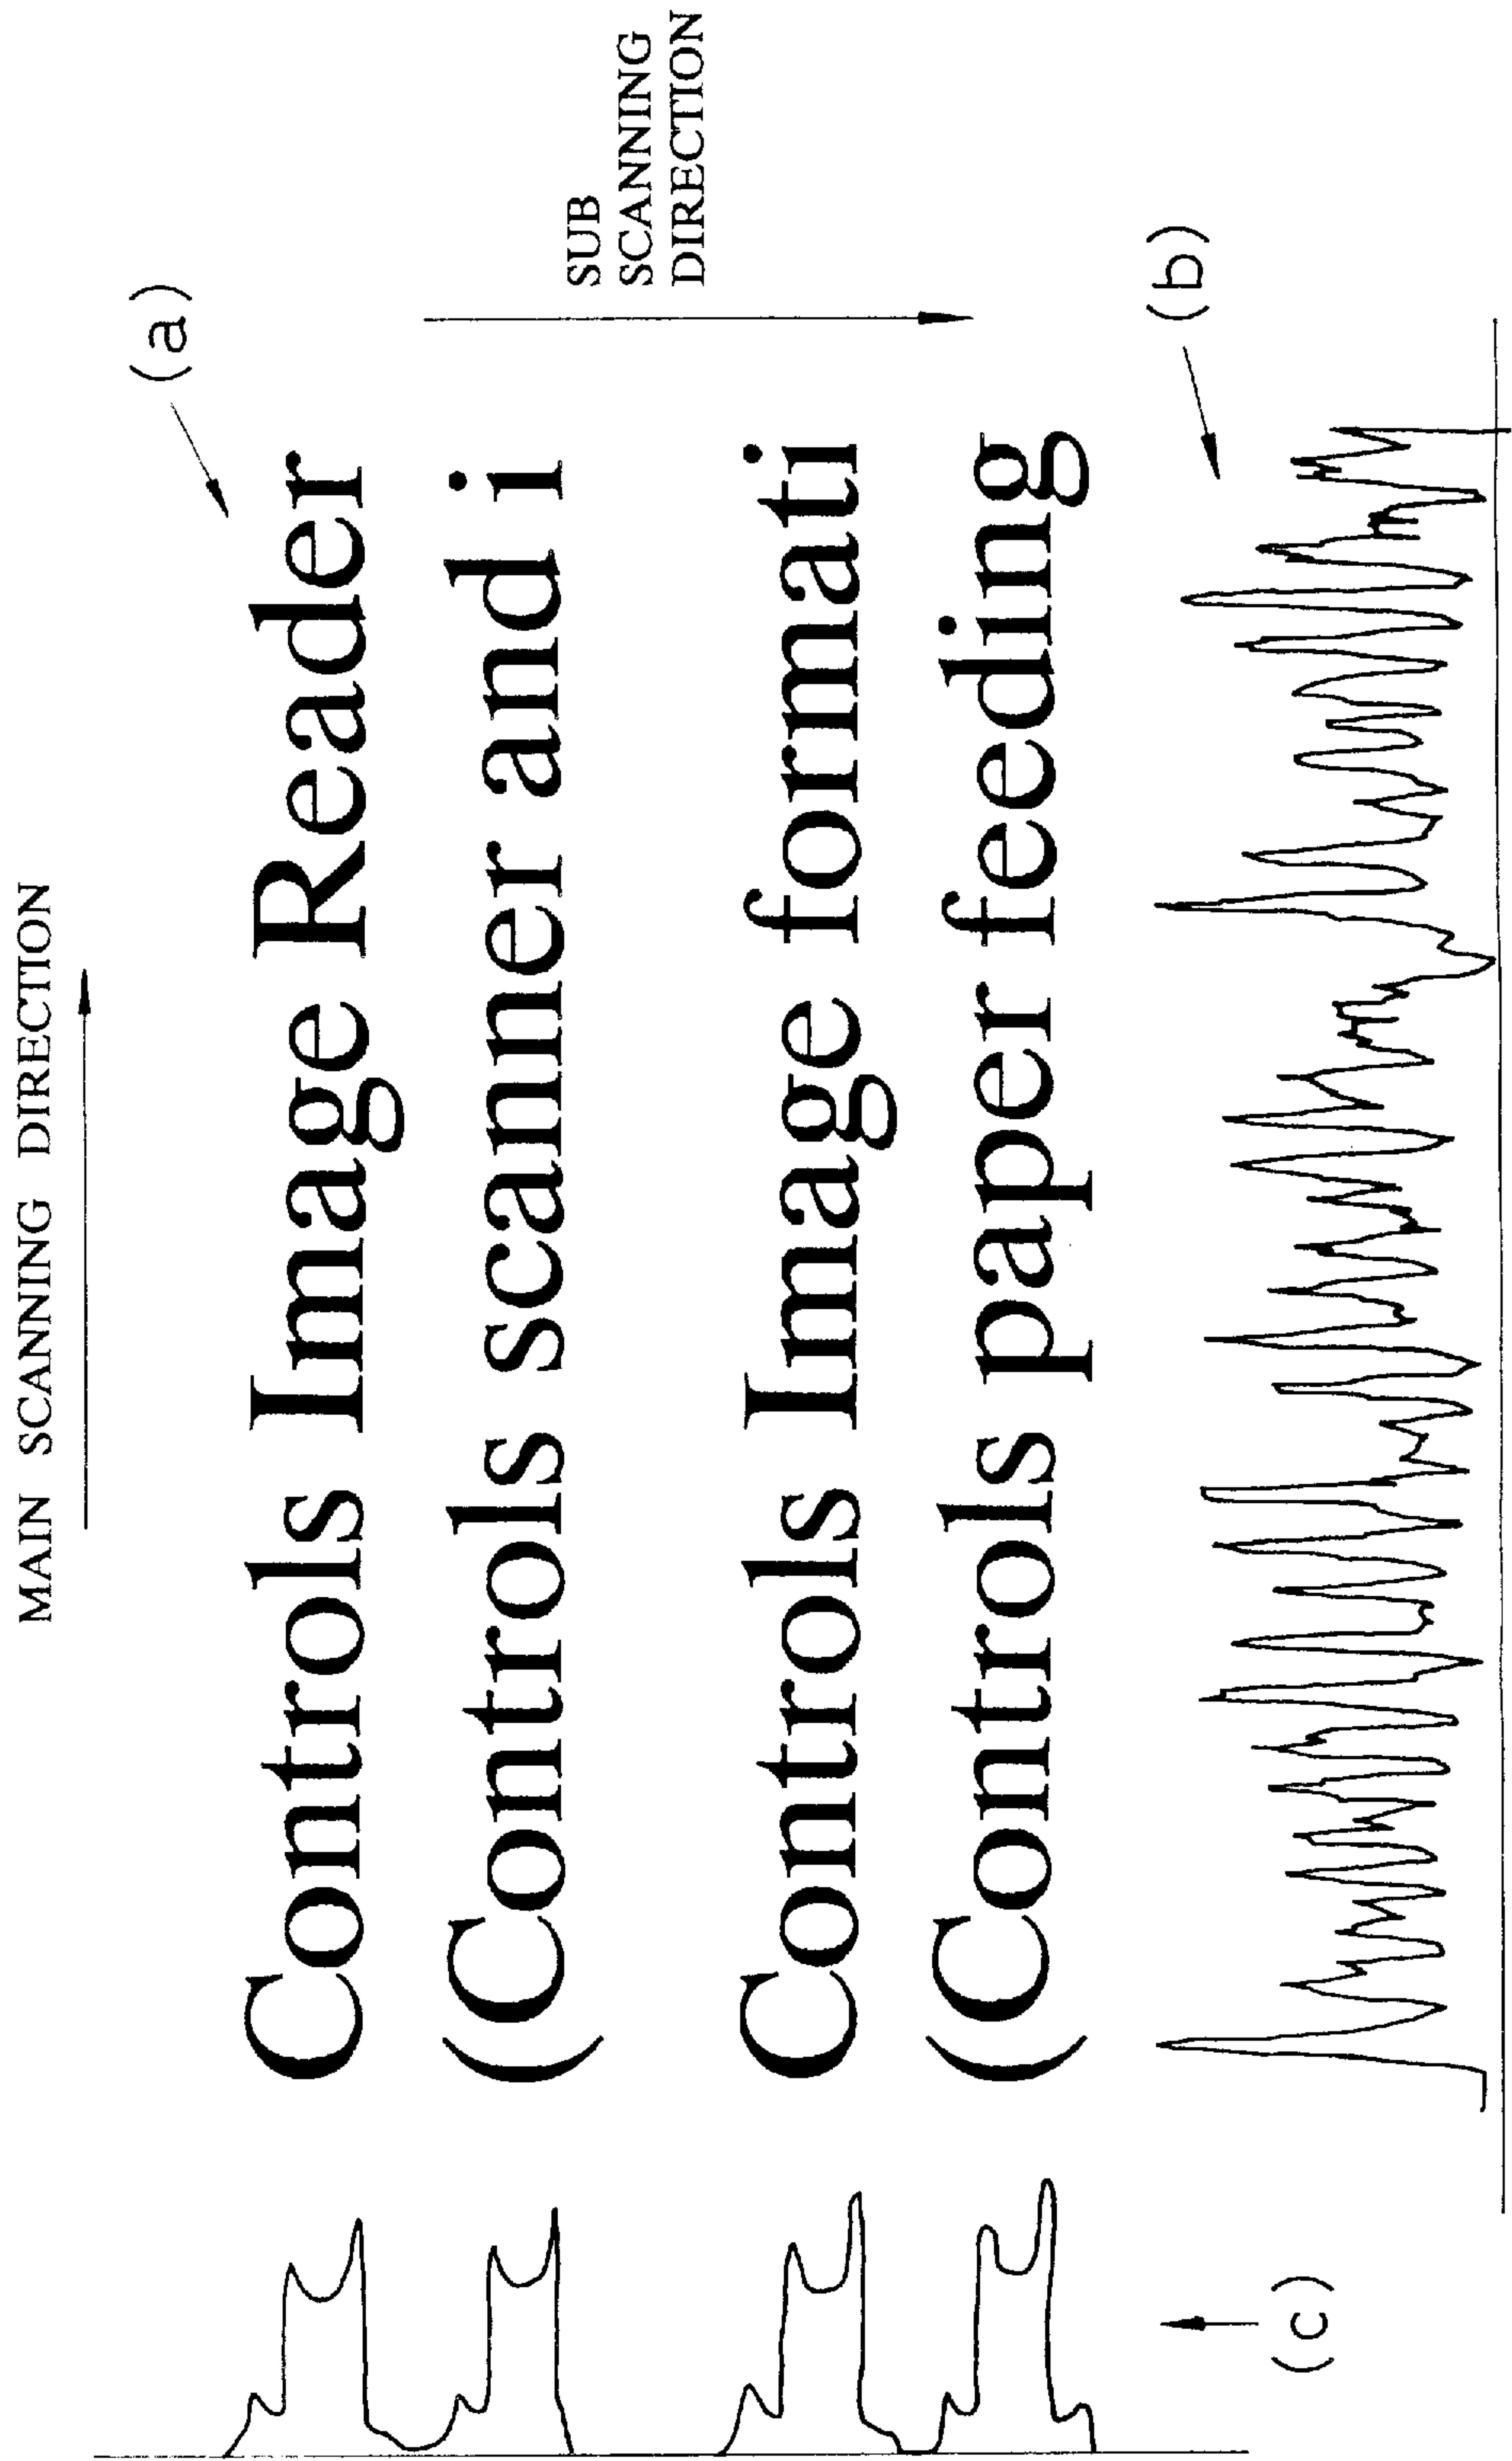 MAIN SCANNING DIRECTION
(a)
Controls Image Reader
(Controls scanner and i
SUB
SCANNING
DIRECTION
Controls Image formati
(Controls paper feeding
(b)
(c)